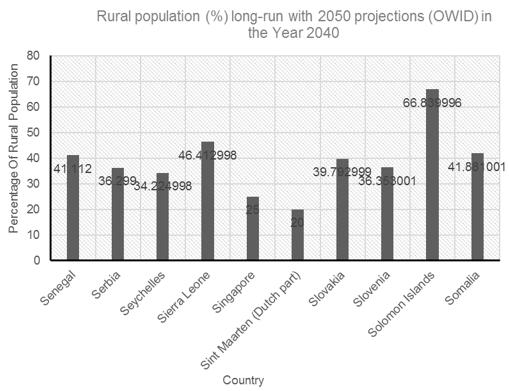 Rural population (%) long-run with 2050 projections (OWID) in
the Year 2040
Percentage Of Rural Population
80
70
60
50
40
30
20
10
0
41.112
36.299
34.224998
46.412998
25
20
39.792999
36.353001
66.839996
41.881001
Senegal
Serbia
Seychelles
Sierra Leone
Singapore
Sint Maarten (Dutch part)
Slovakia
Slovenia
Solomon Islands
Somalia
Country